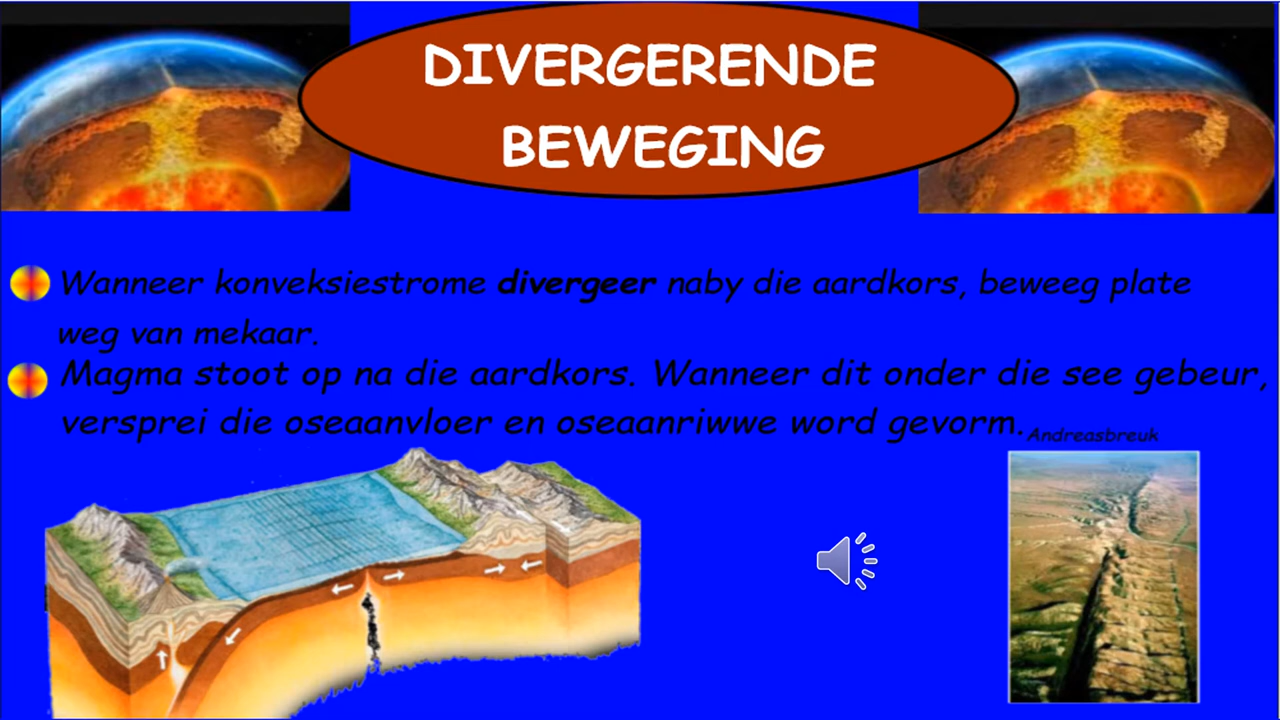 DIVERGERENDE
BEWEGING
Wanneer konveksiestrome divergeer naby die aardkors, beweeg plate
weg van mekaar.
Magma stoot op na die aardkors. Wanneer dit onder die see gebeur,
versprei die oseaanvloer en oseaanriwwe word gevorm.
Andreasbreuk